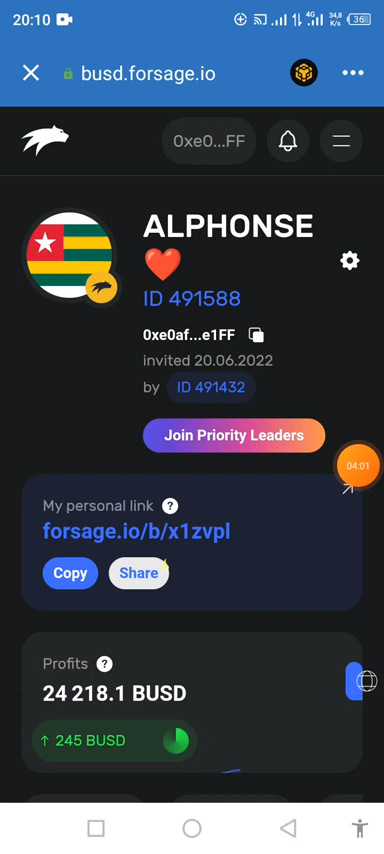 20:10
4G 34,8 K/s 36
busd.forsage.io
0xe0...FF
ALPHONSE
❤️
ID 491588
0xe0af...e1FF
invited 20.06.2022
by ID 491432
Join Priority Leaders
04:01
My personal link ?
forsage.io/b/x1zvpl
Copy Share
Profits ?
24 218.1 BUSD
↑ 245 BUSD